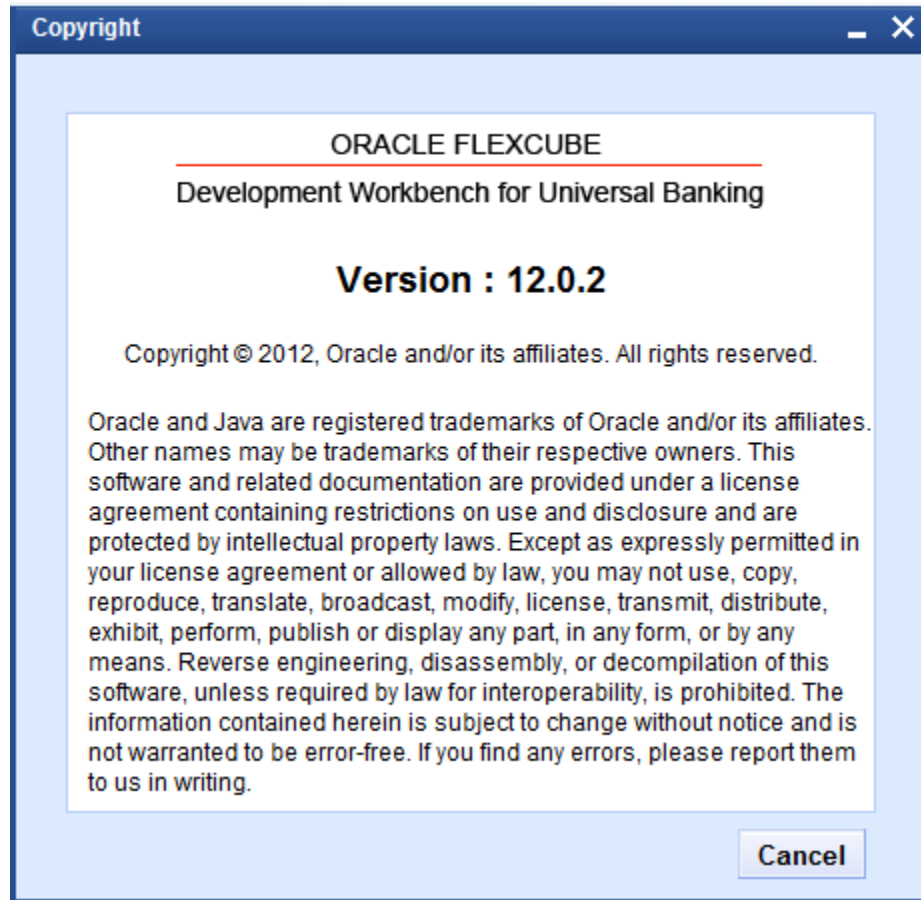 Copyright
ORACLE FLEXCUBE
Development Workbench for Universal Banking
Version : 12.0.2
Copyright © 2012, Oracle and/or its affiliates. All rights reserved.
Oracle and Java are registered trademarks of Oracle and/or its affiliates.
Other names may be trademarks of their respective owners. This
software and related documentation are provided under a license
agreement containing restrictions on use and disclosure and are
protected by intellectual property laws. Except as expressly permitted in
your license agreement or allowed by law, you may not use, copy,
reproduce, translate, broadcast, modify, license, transmit, distribute,
exhibit, perform, publish or display any part, in any form, or by any
means. Reverse engineering, disassembly, or decompilation of this
software, unless required by law for interoperability, is prohibited. The
information contained herein is subject to change without notice and is
not warranted to be error-free. If you find any errors, please report them
to us in writing.
Cancel